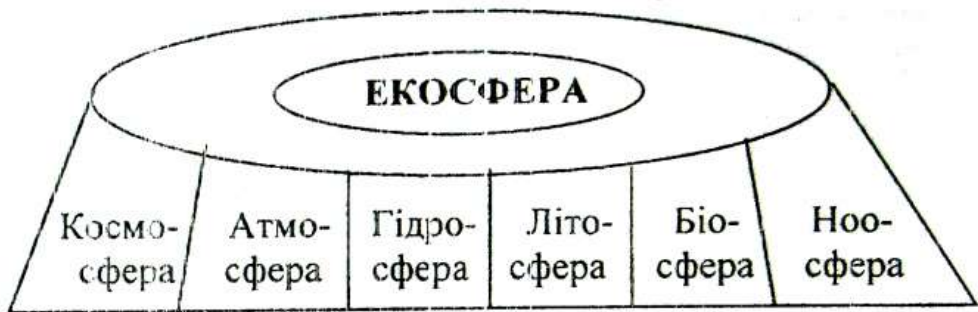 ЕКОСФЕРА
Космо-
сфера
Атмо-
сфера
Гідро-
сфера
Літо-
сфера
Біо-
сфера
Ноо-
сфера